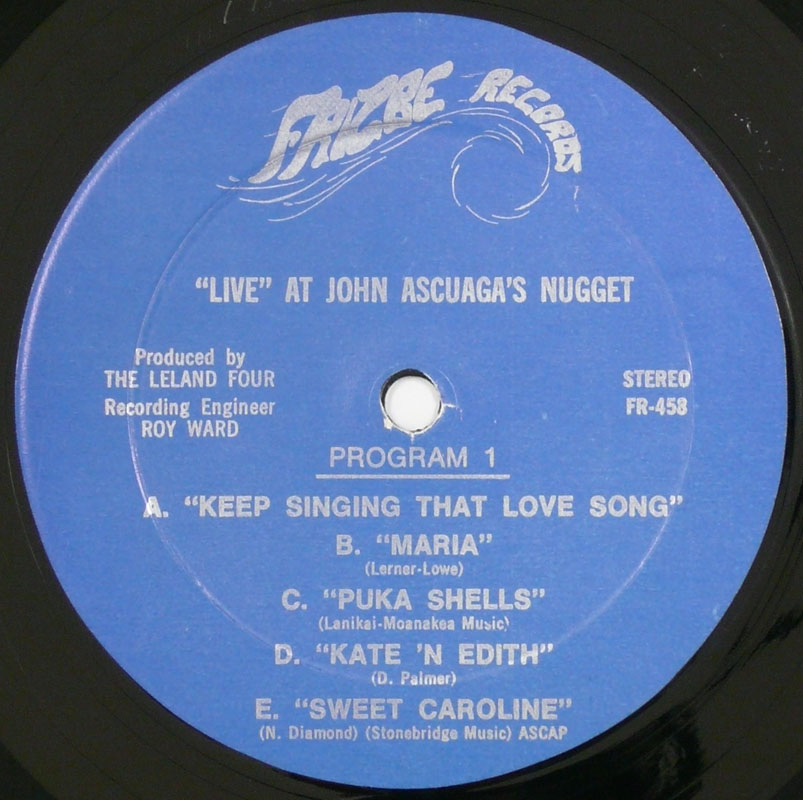 FRIZBE RECORDS
"LIVE" AT JOHN ASCUAGA'S NUGGET
Produced by
THE LELAND FOUR
Recording Engineer
ROY WARD
STEREO
FR-458
PROGRAM 1
A. "KEEP SINGING THAT LOVE SONG"
B. "MARIA"
(Lerner-Lowe)
C. "PUKA SHELLS"
(Lanikai-Moanakea Music)
D. "KATE 'N EDITH"
(D. Palmer)
E. "SWEET CAROLINE"
(N. Diamond) (Stonebridge Music) ASCAP